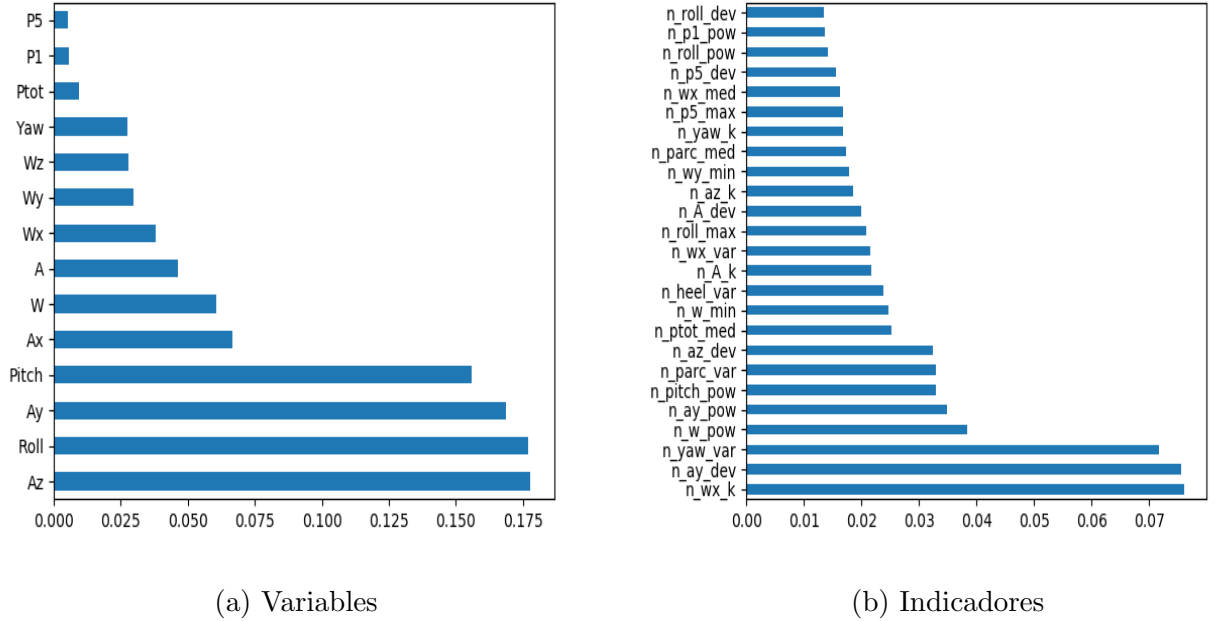 P5
P1
Ptot
Yaw
Wz
Wy
Wx
A
W
Ax
Pitch
Ay
Roll
Az
0.000 0.025 0.050 0.075 0.100 0.125 0.150 0.175
(a) Variables
n_roll_dev
n_p1_pow
n_roll_pow
n_p5_dev
n_wx_med
n_p5_max
n_yaw_k
n_parc_med
n_wy_min
n_az_k
n_A_dev
n_roll_max
n_wx_var
n_A_k
n_heel_var
n_w_min
n_ptot_med
n_az_dev
n_parc_var
n_pitch_pow
n_ay_pow
n_w_pow
n_yaw_var
n_ay_dev
n_wx_k
0.00 0.01 0.02 0.03 0.04 0.05 0.06 0.07
(b) Indicadores